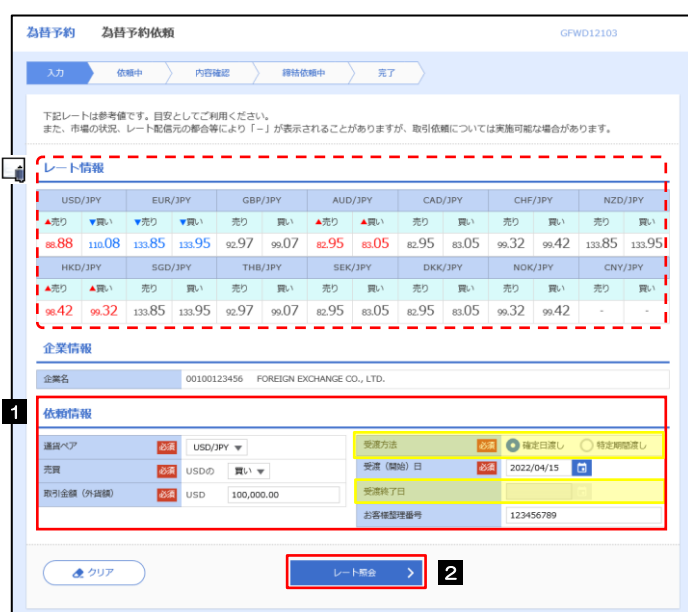 為替予約 為替予約依頼 GFWD12103
入力 依頼中 内容確認 締結依頼中 完了
下記レートは参考値です。目安としてご利用ください。
また、市場の状況、レート配信元の都合等により「－」が表示されることがありますが、取引依頼については実施可能な場合があります。
レート情報
USD/JPY EUR/JPY GBP/JPY AUD/JPY CAD/JPY CHF/JPY NZD/JPY
▲売り ▼買い ▼売り ▼買い 売り 買い ▲売り ▲買い 売り 買い 売り 買い 売り 買い
88.88 110.08 133.85 133.95 92.97 99.07 82.95 83.05 82.95 83.05 99.32 99.42 133.85 133.95
HKD/JPY SGD/JPY THB/JPY SEK/JPY DKK/JPY NOK/JPY CNY/JPY
▲売り ▲買い 売り 買い 売り 買い 売り 買い 売り 買い 売り 買い 売り 買い
98.42 99.32 133.85 133.95 92.97 99.07 82.95 83.05 82.95 83.05 99.32 99.42 - -
企業情報
企業名 00100123456 FOREIGN EXCHANGE CO., LTD.
1
依頼情報
通貨ペア 必須 USD/JPY ▼ 受渡方法 必須 確定日渡し 特定期間渡し
売買 必須 USDの 買い ▼ 受渡（開始）日 必須 2022/04/15
取引金額（外貨額） 必須 USD 100,000.00 受渡終了日
お客様整理番号 123456789
クリア レート照会 2